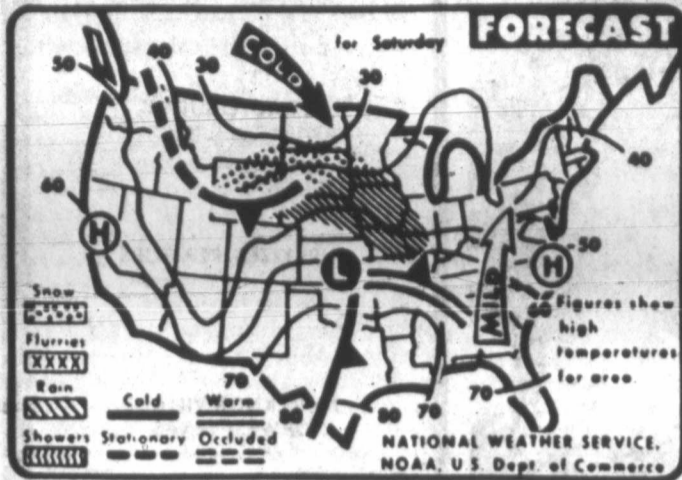 FORECAST
for Saturday
COLD
50
40
30
30
40
60
H
L
MILD
H
50
60
Figures show
high
temperatures
for area.
Snow
Flurries
XXXX
Rain
Showers
Cold
Warm
Stationary
Occluded
70
80
80
70
70
NATIONAL WEATHER SERVICE,
NOAA, U.S. Dept. of Commerce